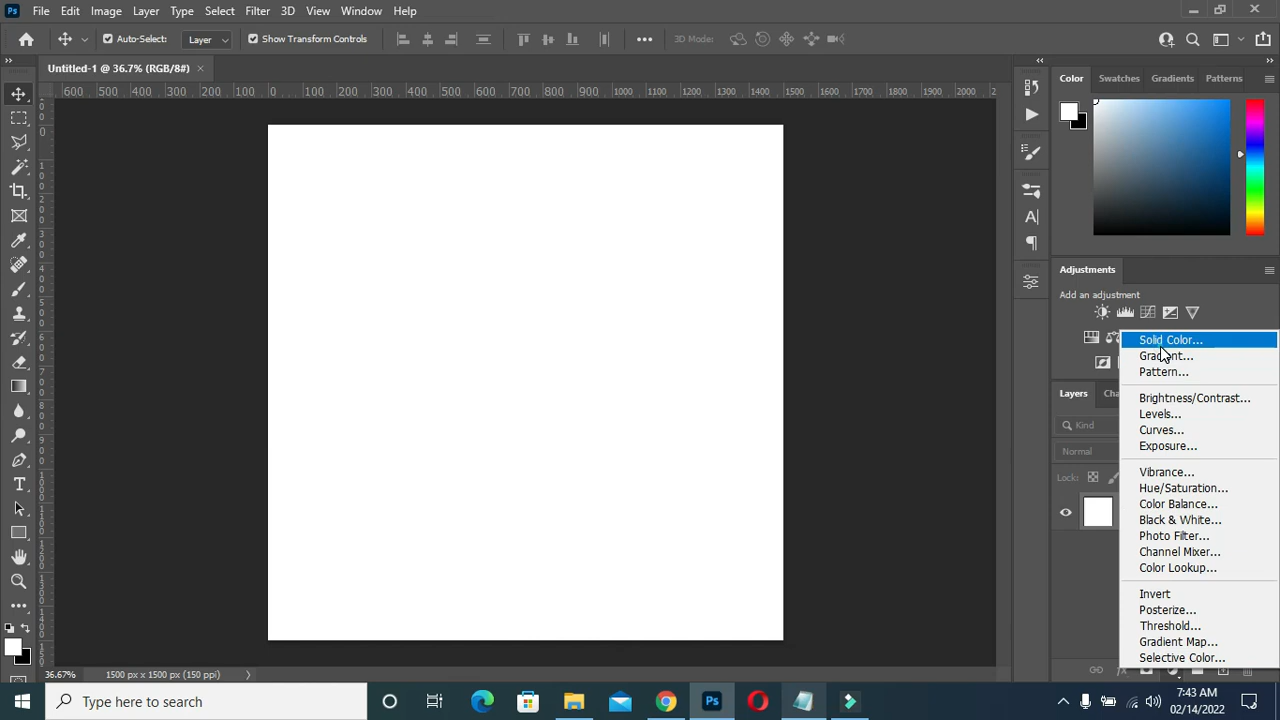 Ps File Edit Image Layer Type Select Filter 3D View Window Help
Auto-Select: Layer Show Transform Controls 3D Mode:
Untitled-1 @ 36.7% (RGB/8#)
600 500 400 300 200 100 0 100 200 300 400 500 600 700 800 900 1000 1100 1200 1300 1400 1500 1600 1700 1800 1900 2000 2
Color Swatches Gradients Patterns
Adjustments
Add an adjustment
Solid Color...
Gradient...
Pattern...
Layers Cha
Brightness/Contrast...
Levels...
Kind
Curves...
Normal
Exposure...
Lock:
Vibrance...
Hue/Saturation...
Color Balance...
Black & White...
Photo Filter...
Channel Mixer...
Color Lookup...
Invert
Posterize...
Threshold...
Gradient Map...
Selective Color...
36.67% 1500 px x 1500 px (150 ppi)
Type here to search
Ps
7:43 AM
02/14/2022